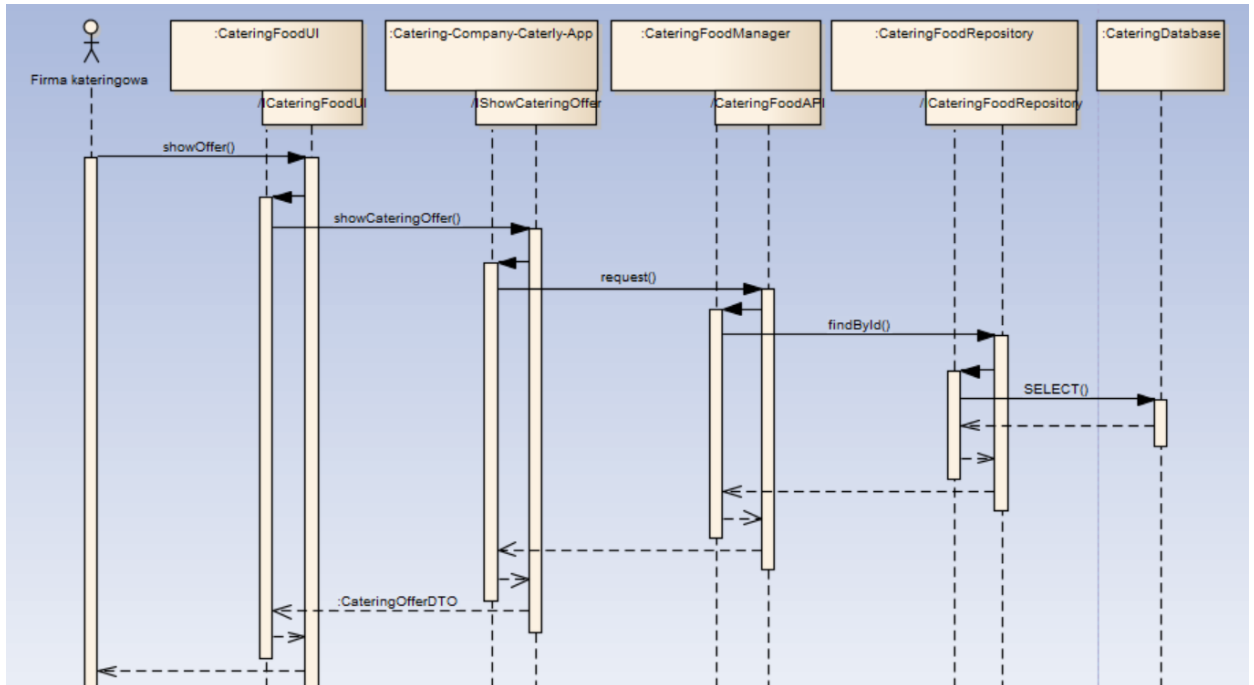 :CateringFoodUI
:Catering-Company-Caterly-App
:CateringFoodManager
:CateringFoodRepository
:CateringDatabase
Firma kateringowa
/ICateringFoodUI
/IShowCateringOffer
/CateringFoodAPI
/ICateringFoodRepository
showOffer()
showCateringOffer()
request()
findById()
SELECT()
:CateringOfferDTO